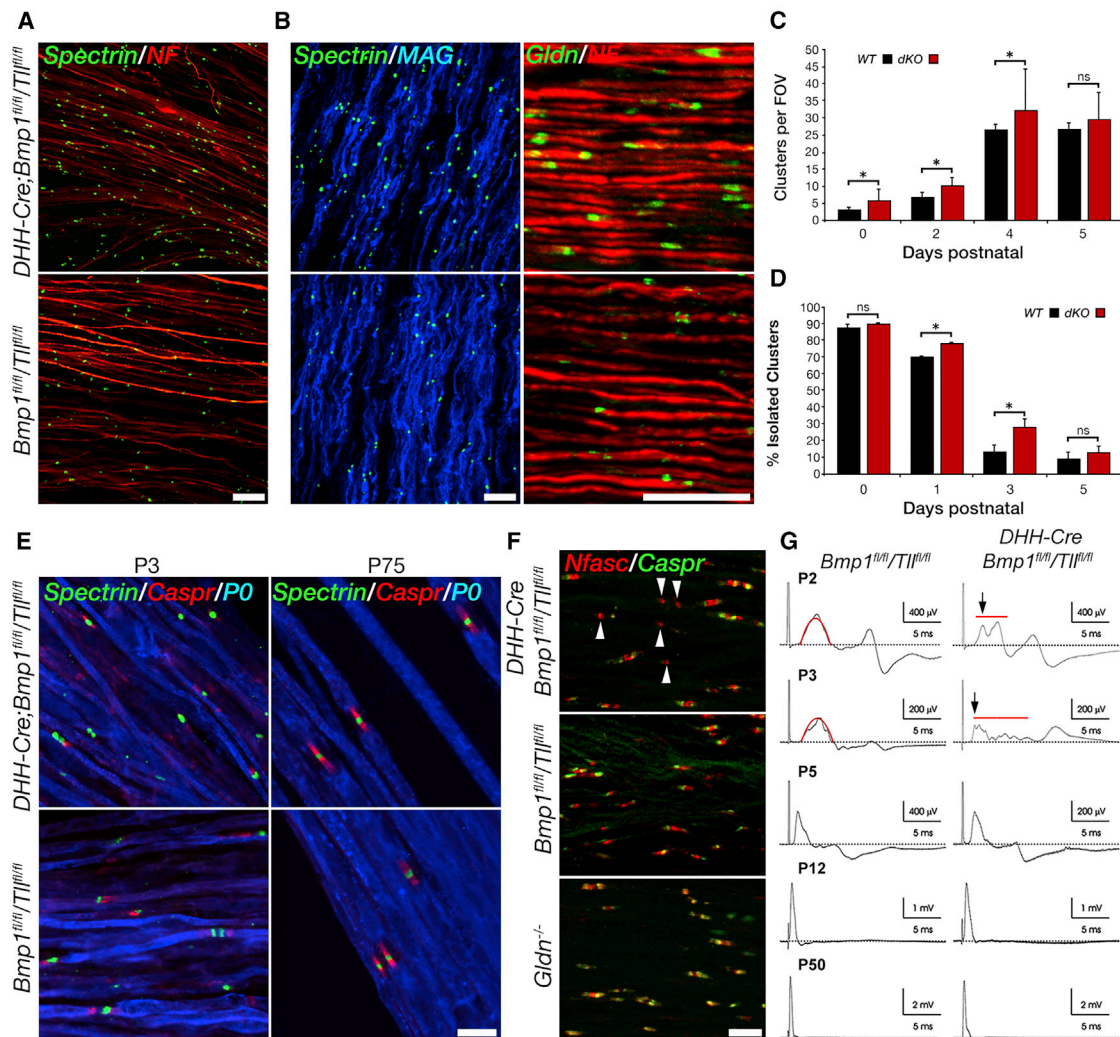 A
B
C
DHH-Cre;Bmp1fl/fl/Tllfl/fl
Bmp1fl/fl/Tllfl/fl
Spectrin/NF
Spectrin/MAG
Gldn/NF
Clusters per FOV
50
45
40
35
30
25
20
15
10
5
0
WT dKO
*
*
*
ns
0 2 4 5
Days postnatal
D
% Isolated Clusters
100
90
80
70
60
50
40
30
20
10
0
WT dKO
ns
*
*
ns
0 1 3 5
Days postnatal
E
P3
P75
DHH-Cre;Bmp1fl/fl/Tllfl/fl
Bmp1fl/fl/Tllfl/fl
Spectrin/Caspr/P0
Spectrin/Caspr/P0
F
DHH-Cre
Bmp1fl/fl/Tllfl/fl
Bmp1fl/fl/Tllfl/fl
Gldn-/-
Nfasc/Caspr
G
Bmp1fl/fl/Tllfl/fl
DHH-Cre
Bmp1fl/fl/Tllfl/fl
P2
400 µV
5 ms
400 µV
5 ms
P3
200 µV
5 ms
200 µV
5 ms
P5
400 µV
5 ms
200 µV
5 ms
P12
1 mV
5 ms
1 mV
5 ms
P50
2 mV
5 ms
2 mV
5 ms